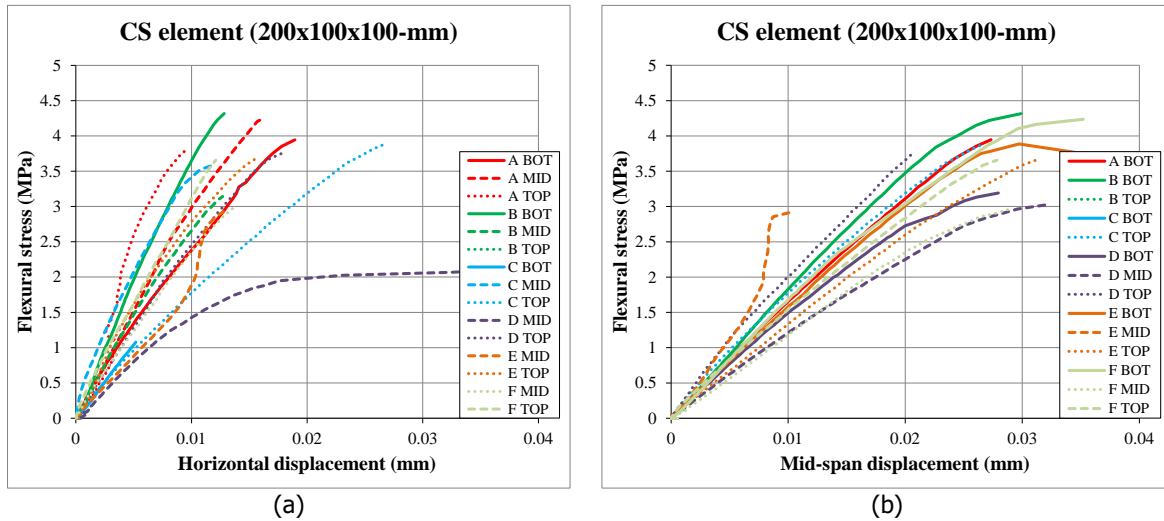 CS element (200x100x100-mm)
Flexural stress (MPa)
5
4.5
4
3.5
3
2.5
2
1.5
1
0.5
0
0
0.01
0.02
0.03
0.04
Horizontal displacement (mm)
A BOT
A MID
A TOP
B BOT
B MID
B TOP
C BOT
C MID
C TOP
D MID
D TOP
E MID
E TOP
F MID
F TOP
(a)
CS element (200x100x100-mm)
Flexural stress (MPa)
5
4.5
4
3.5
3
2.5
2
1.5
1
0.5
0
0
0.01
0.02
0.03
0.04
Mid-span displacement (mm)
A BOT
B BOT
B TOP
C BOT
C TOP
D BOT
D MID
D TOP
E BOT
E MID
E TOP
F BOT
F MID
F TOP
(b)